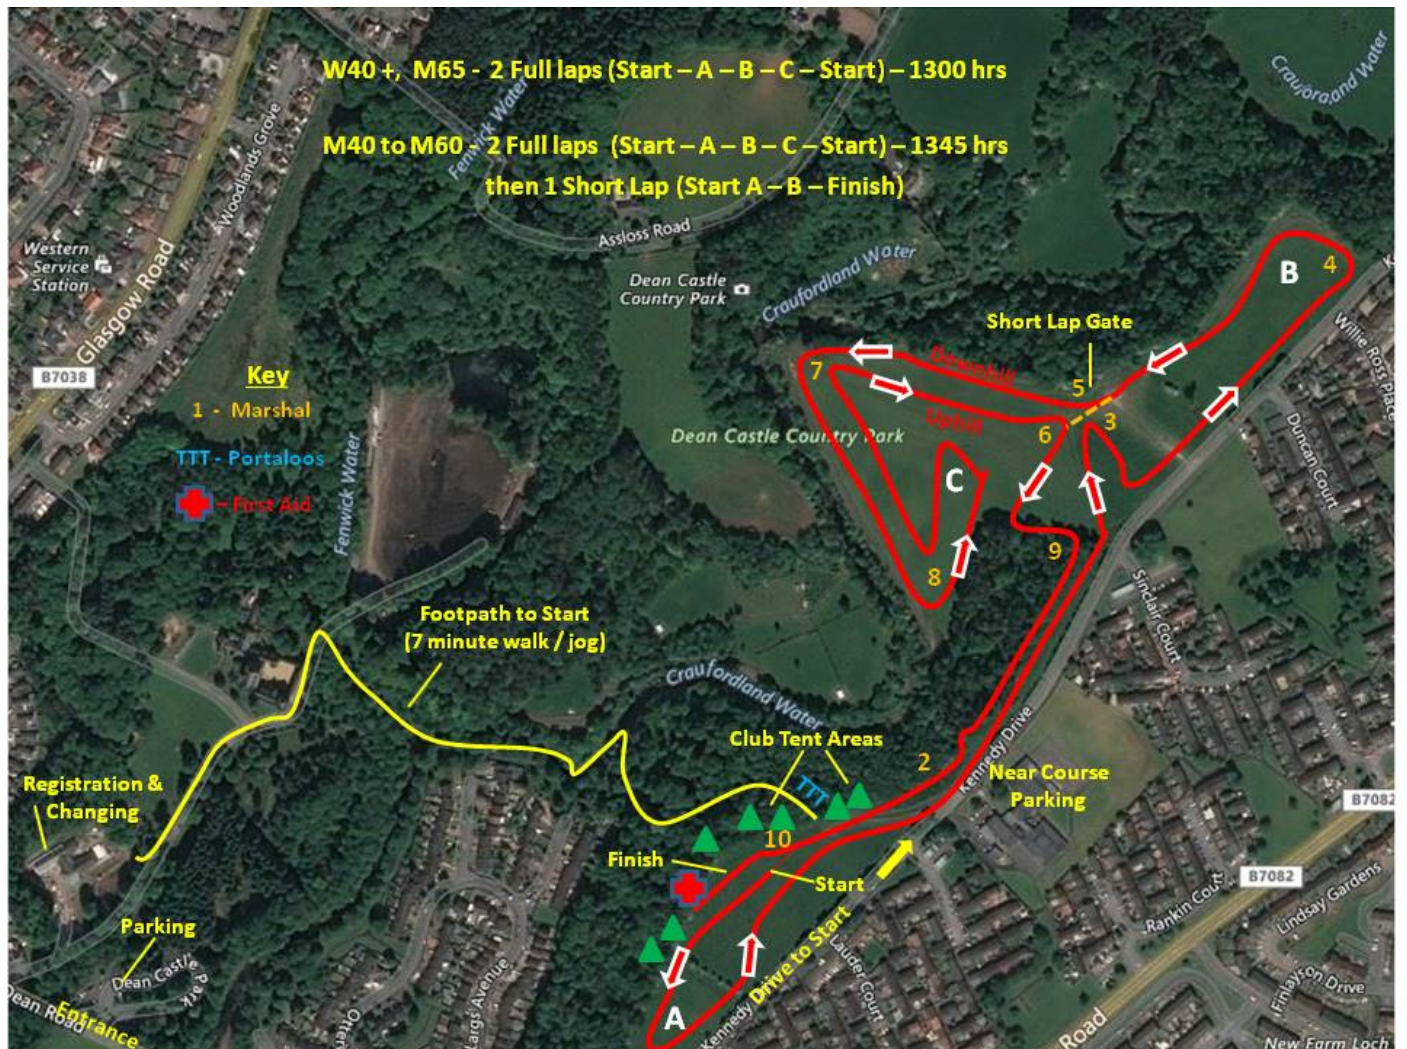 W40 +, M65 - 2 Full laps (Start – A – B – C – Start) – 1300 hrs
M40 to M60 - 2 Full laps (Start – A – B – C – Start) – 1345 hrs
then 1 Short Lap (Start A – B – Finish)
Fenwick Water
Craufordland Water
Woodlands Grove
Assloss Road
Western
Service
Station
Glasgow Road
B7038
Dean Castle
Country Park
Craufordland Water
B
4
Short Lap Gate
Willie Ross Place
Key
1 - Marshal
TTT - Portaloos
– First Aid
Downhill
Uphill
7
5
6
3
Dean Castle Country Park
Duncan Court
C
8
9
Fenwick Water
Sinclair Court
Footpath to Start
(7 minute walk / jog)
Craufordland Water
Club Tent Areas
TTT
2
Kennedy Drive
Near Course
Parking
Registration &
Changing
B7082
10
Finish
Start
B7082
Rankin Court
Lindsay Gardens
Parking
Drive to Start
Lauder Court
Dean Castle Park
Dean Road
Entrance
Largs Avenue
A
Kennedy
Finlayson Drive
Road
New Farm Loch